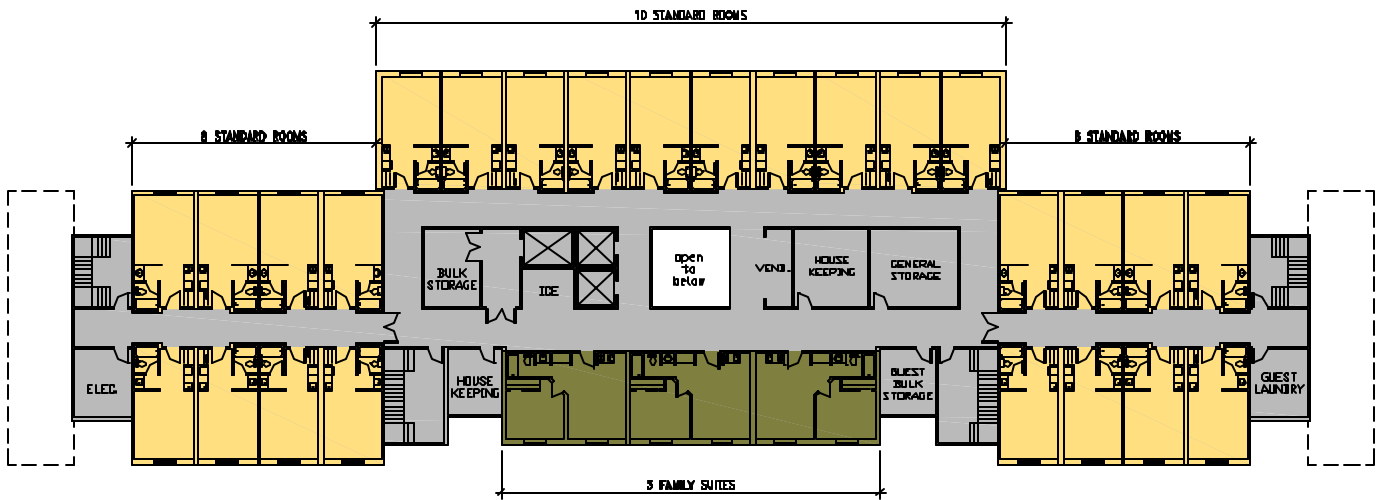 10 STANDARD ROOMS
8 STANDARD ROOMS
8 STANDARD ROOMS
BULK
STORAGE
ICE
open
to
below
VEND.
HOUSE
KEEPING
GENERAL
STORAGE
ELEC.
HOUSE
KEEPING
GUEST
BULK
STORAGE
GUEST
LAUNDRY
3 FAMILY SUITES